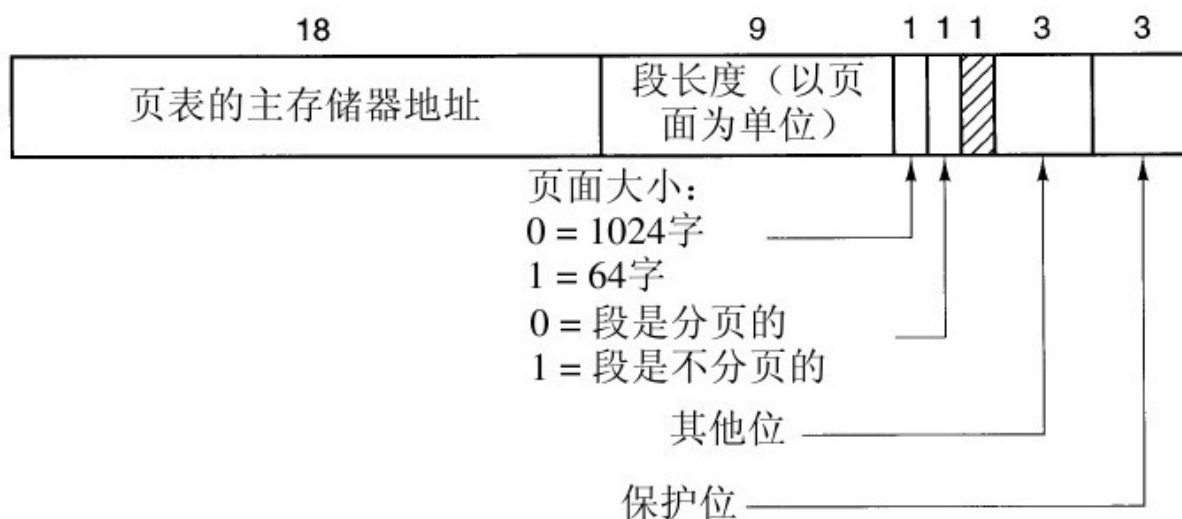 18 9 1 1 1 3 3
页表的主存储器地址
段长度（以页
面为单位）
页面大小：
0 = 1024字
1 = 64字
0 = 段是分页的
1 = 段是不分页的
其他位
保护位